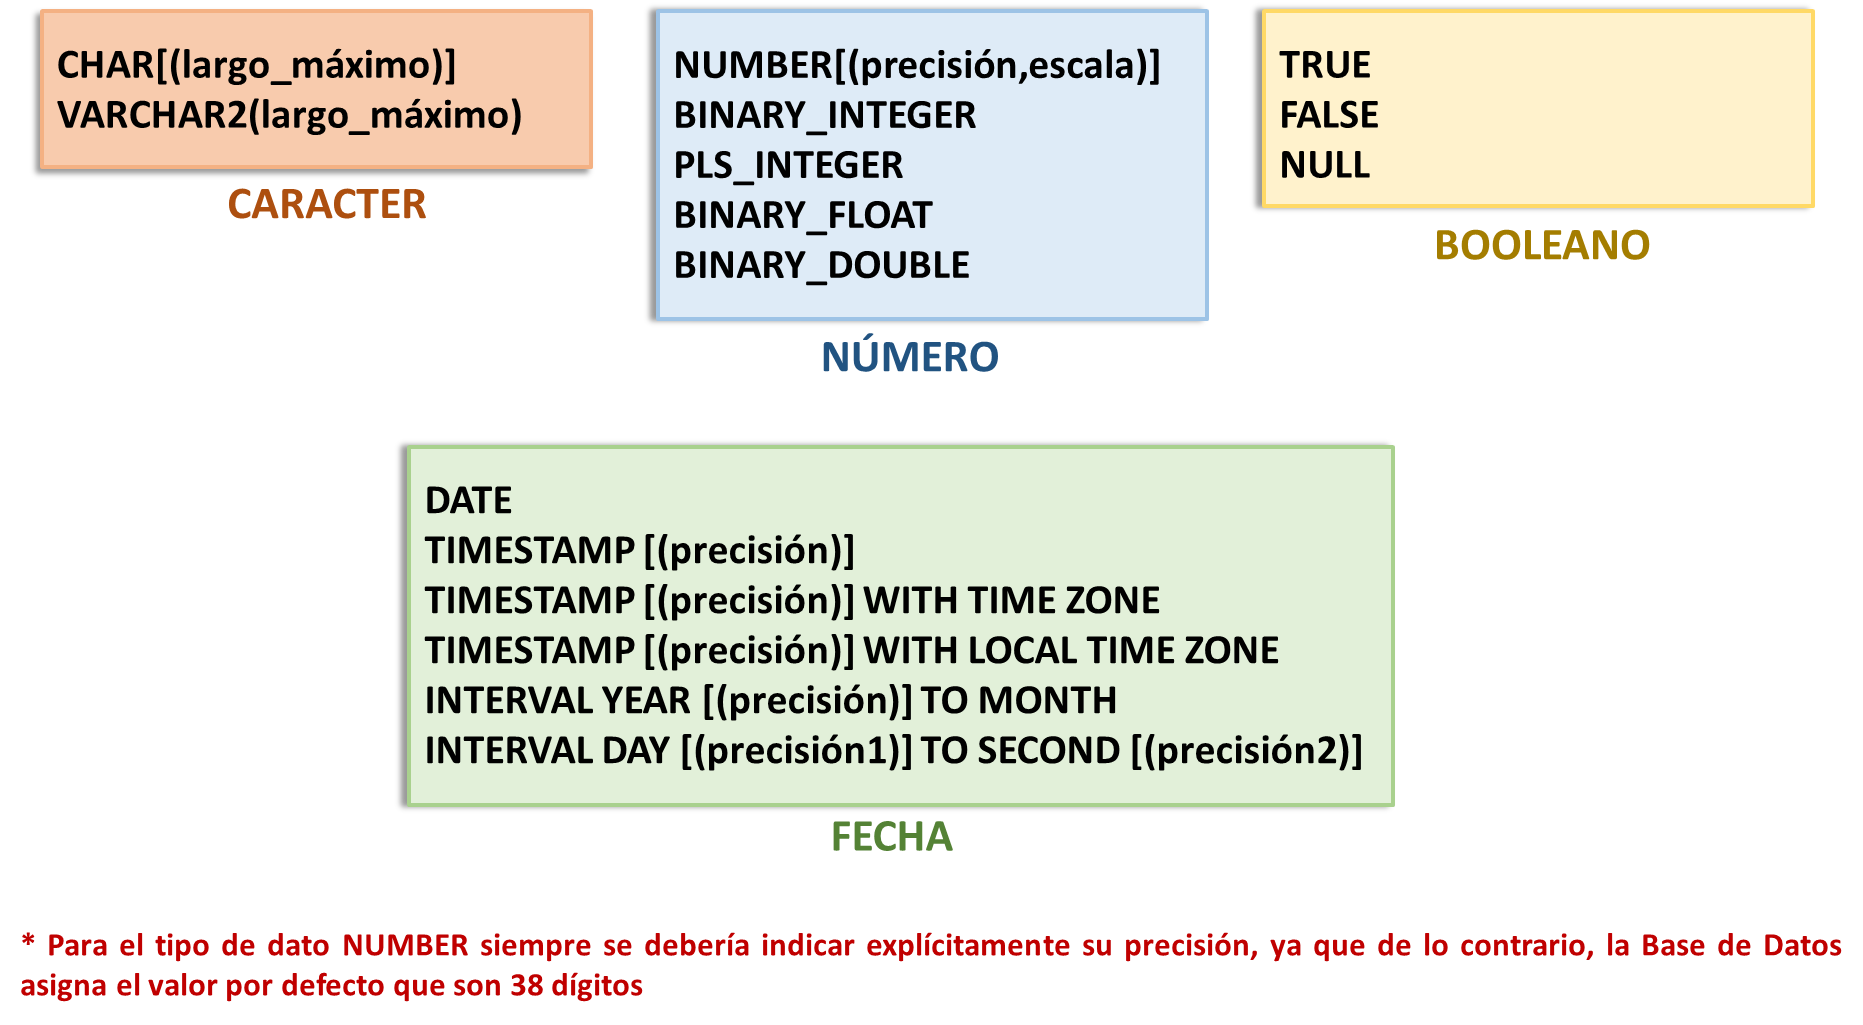 CHAR[(largo_máximo)]
VARCHAR2(largo_máximo)
CARACTER
NUMBER[(precisión,escala)]
BINARY_INTEGER
PLS_INTEGER
BINARY_FLOAT
BINARY_DOUBLE
NÚMERO
TRUE
FALSE
NULL
BOOLEANO
DATE
TIMESTAMP [(precisión)]
TIMESTAMP [(precisión)] WITH TIME ZONE
TIMESTAMP [(precisión)] WITH LOCAL TIME ZONE
INTERVAL YEAR [(precisión)] TO MONTH
INTERVAL DAY [(precisión1)] TO SECOND [(precisión2)]
FECHA
* Para el tipo de dato NUMBER siempre se debería indicar explícitamente su precisión, ya que de lo contrario, la Base de Datos
asigna el valor por defecto que son 38 dígitos